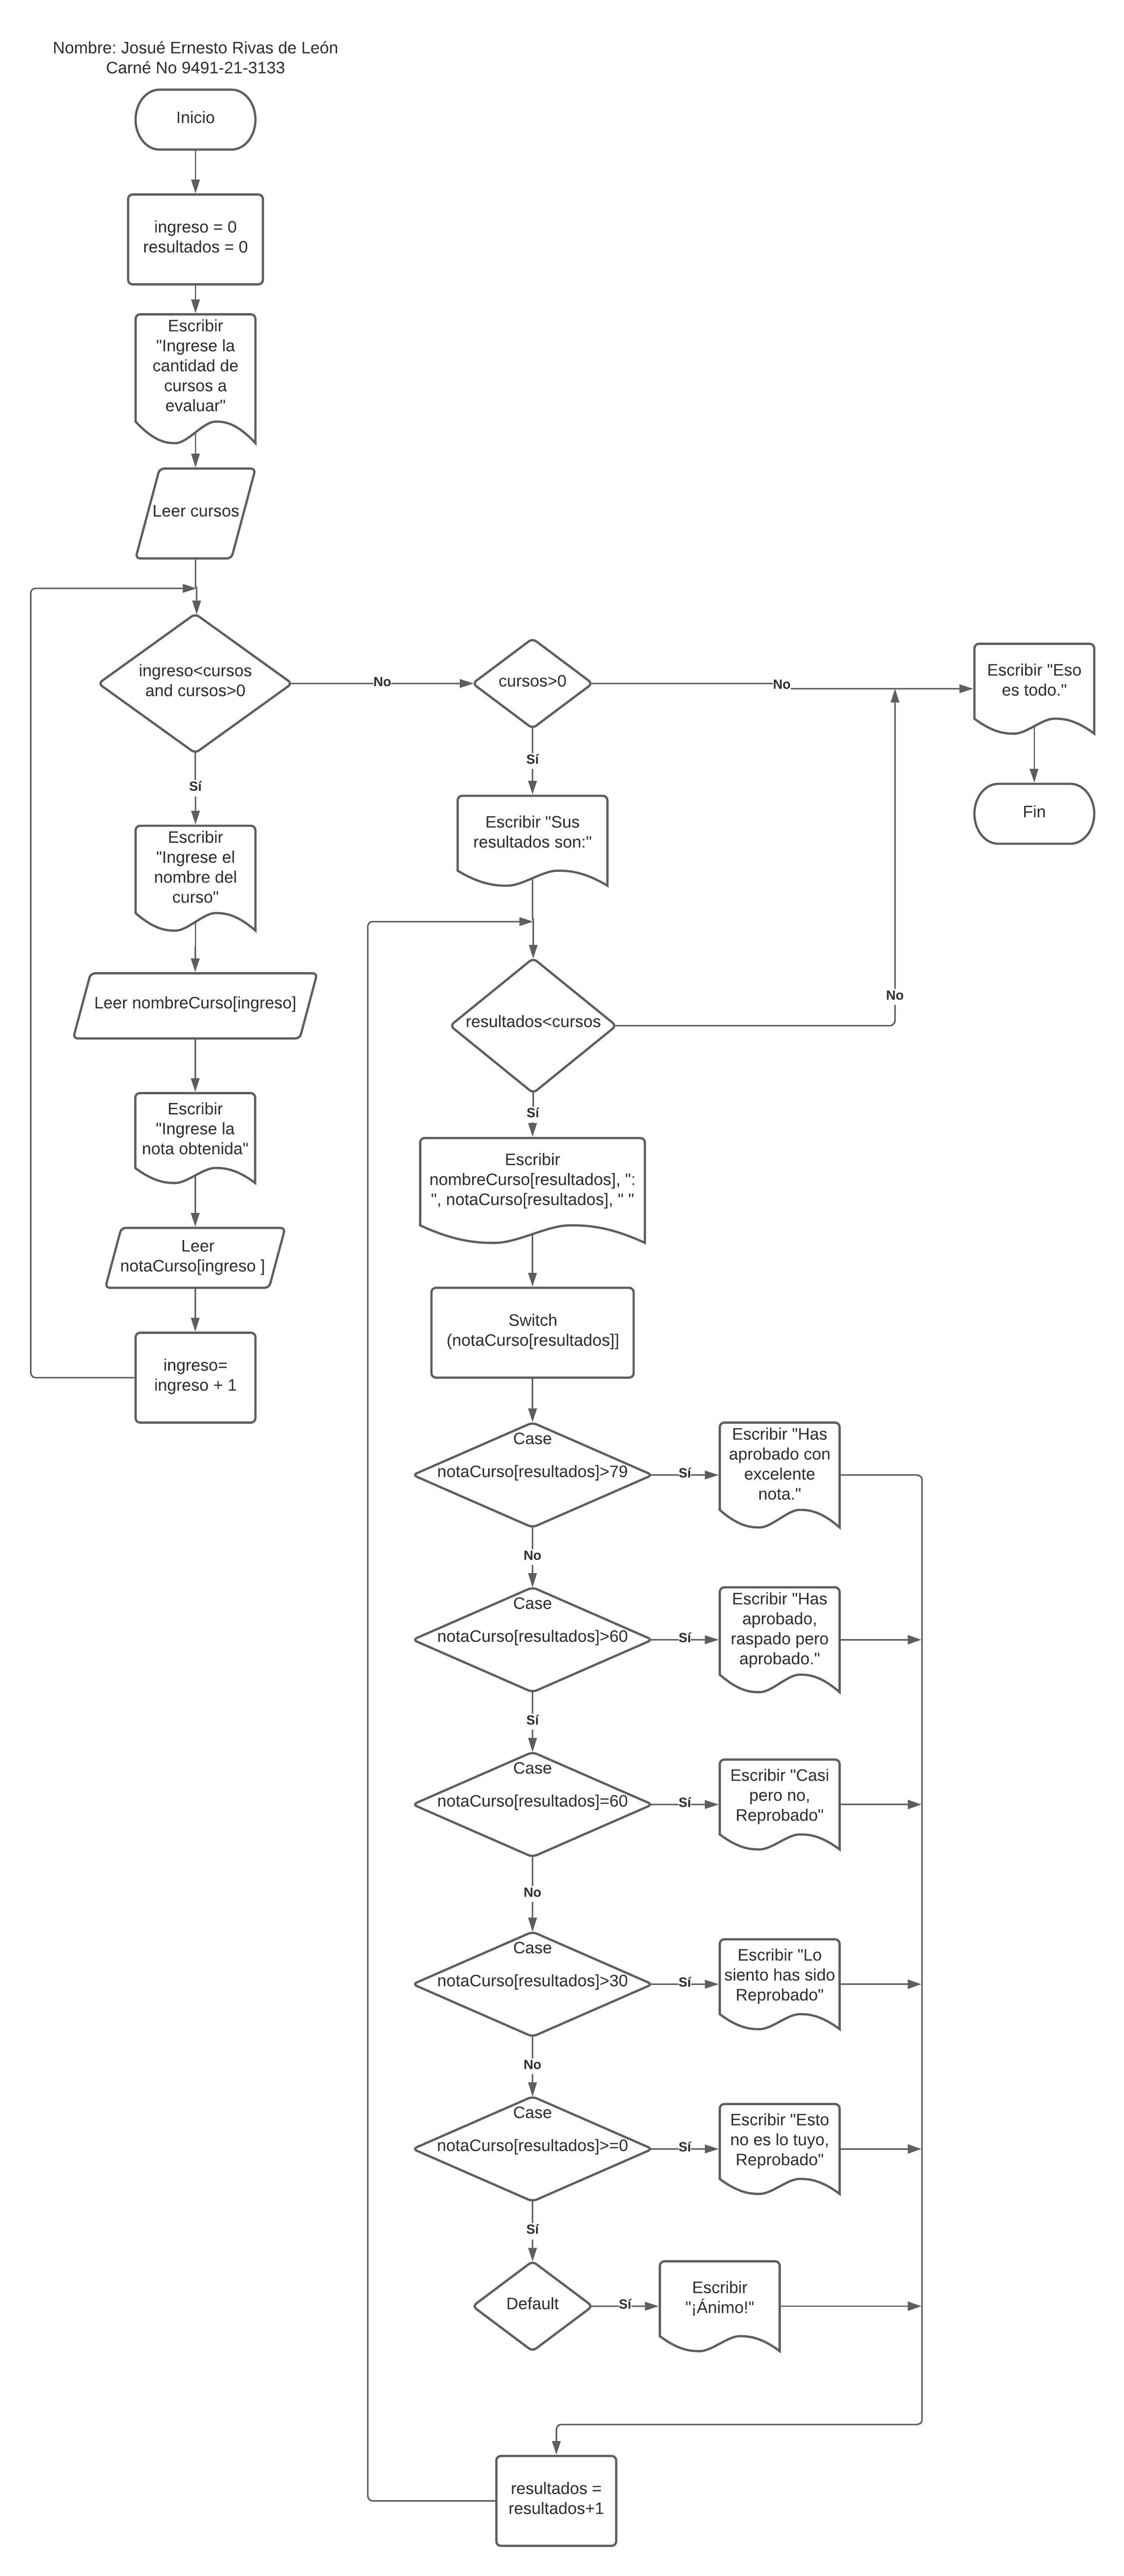 Nombre: Josué Ernesto Rivas de León
Carné No 9491-21-3133
Inicio
ingreso = 0
resultados = 0
Escribir
"Ingrese la
cantidad de
cursos a
evaluar"
Leer cursos
ingreso<cursos
and cursos>0
No
Sí
Escribir
"Ingrese el
nombre del
curso"
Leer nombreCurso[ingreso]
Escribir
"Ingrese la
nota obtenida"
Leer
notaCurso[ingreso ]
ingreso=
ingreso + 1
cursos>0
No
Sí
Escribir "Sus
resultados son:"
resultados<cursos
No
Sí
Escribir
nombreCurso[resultados], ":
", notaCurso[resultados], " "
Switch
(notaCurso[resultados]]
Case
notaCurso[resultados]>79
Sí
Escribir "Has
aprobado con
excelente
nota."
No
Case
notaCurso[resultados]>60
Sí
Escribir "Has
aprobado,
raspado pero
aprobado."
Sí
Case
notaCurso[resultados]=60
Sí
Escribir "Casi
pero no,
Reprobado"
No
Case
notaCurso[resultados]>30
Sí
Escribir "Lo
siento has sido
Reprobado"
No
Case
notaCurso[resultados]>=0
Sí
Escribir "Esto
no es lo tuyo,
Reprobado"
Sí
Default
Sí
Escribir
"¡Ánimo!"
resultados =
resultados+1
Escribir "Eso
es todo."
Fin